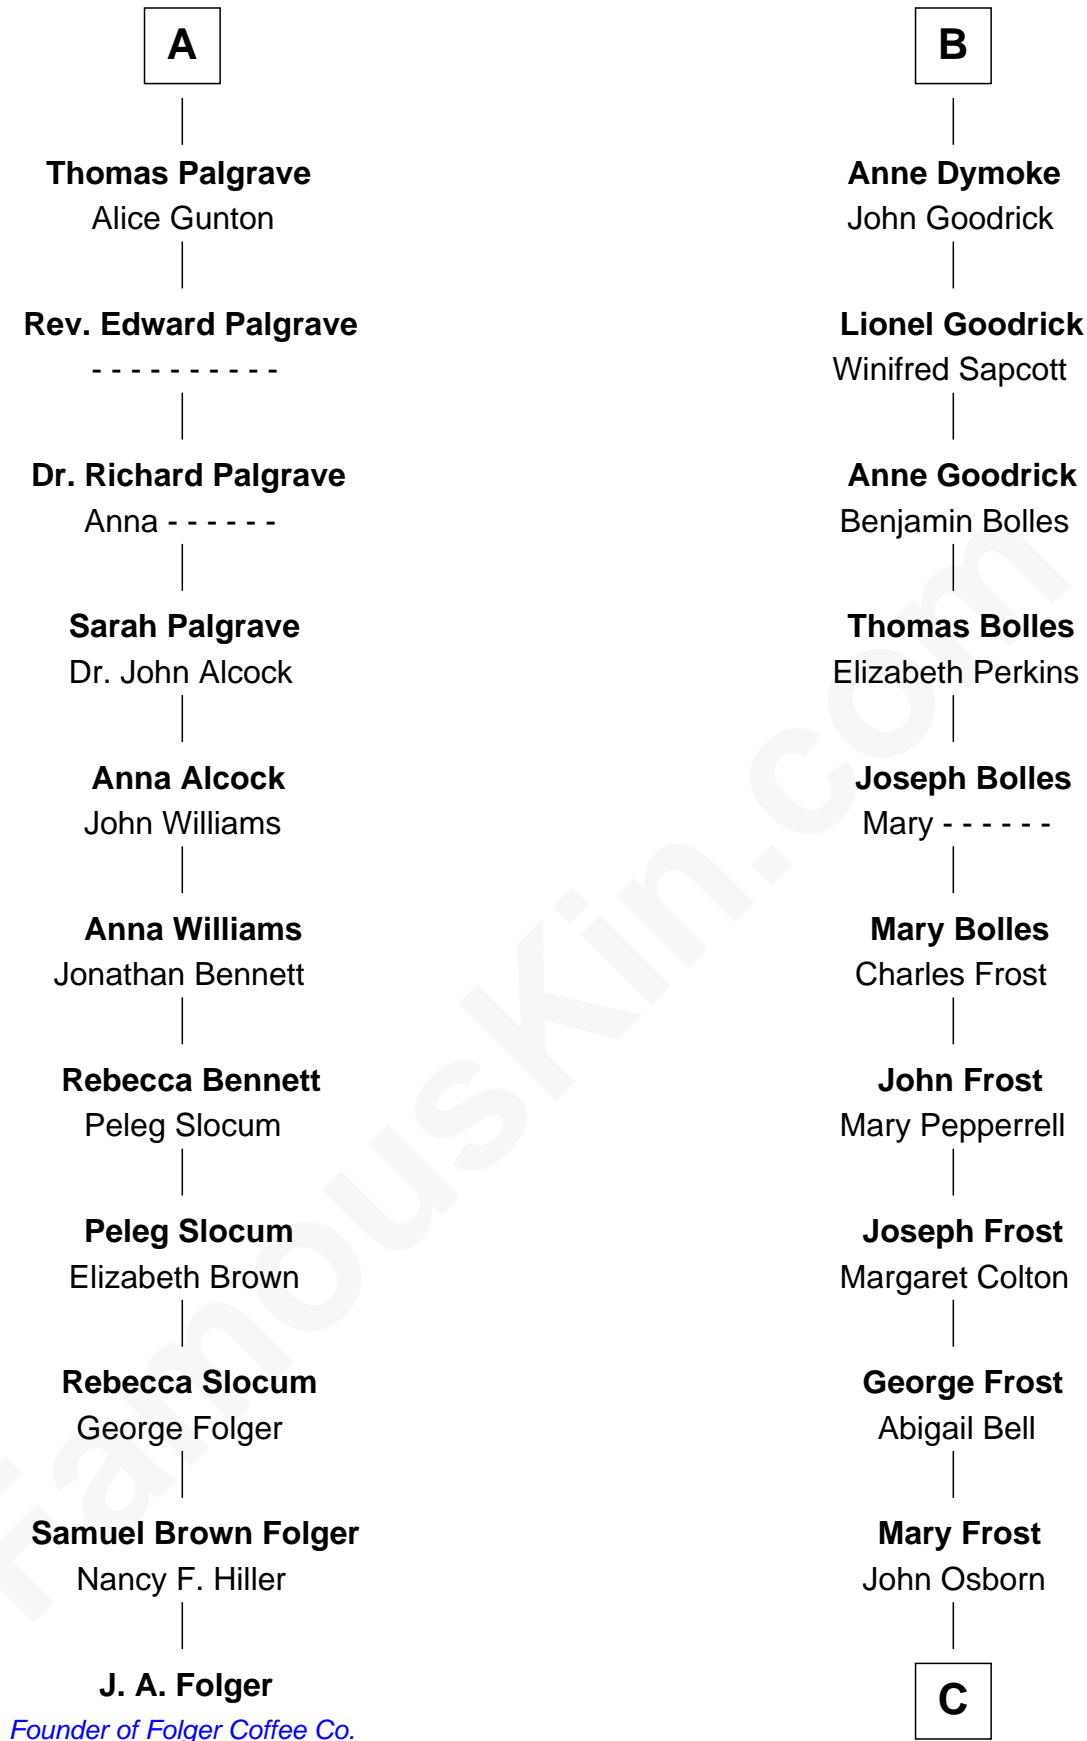 A
Thomas Palgrave
Alice Gunton
Rev. Edward Palgrave
- - - - - - - - - -
Dr. Richard Palgrave
Anna - - - - - -
Sarah Palgrave
Dr. John Alcock
Anna Alcock
John Williams
Anna Williams
Jonathan Bennett
Rebecca Bennett
Peleg Slocum
Peleg Slocum
Elizabeth Brown
Rebecca Slocum
George Folger
Samuel Brown Folger
Nancy F. Hiller
J. A. Folger
Founder of Folger Coffee Co.
B
Anne Dymoke
John Goodrick
Lionel Goodrick
Winifred Sapcott
Anne Goodrick
Benjamin Bolles
Thomas Bolles
Elizabeth Perkins
Joseph Bolles
Mary - - - - - -
Mary Bolles
Charles Frost
John Frost
Mary Pepperrell
Joseph Frost
Margaret Colton
George Frost
Abigail Bell
Mary Frost
John Osborn
C
FamousKin.com